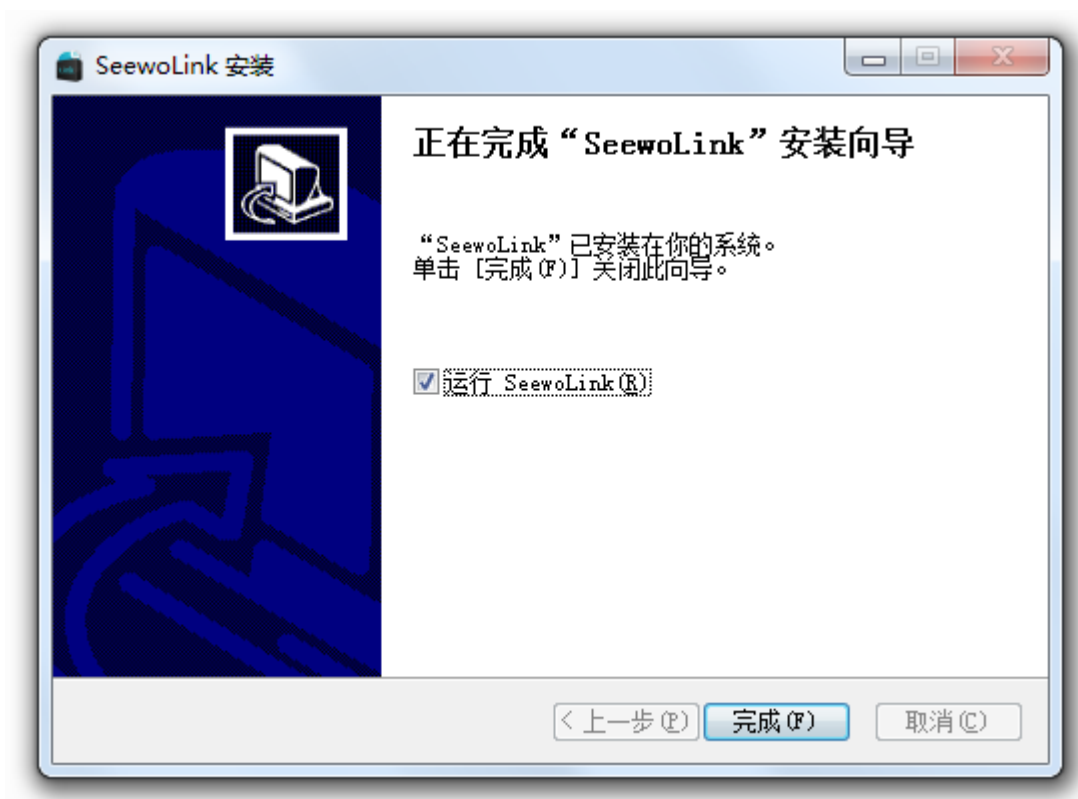 SeewoLink 安装
正在完成“SeewoLink”安装向导
“SeewoLink”已安装在你的系统。
单击 [完成(F)] 关闭此向导。
运行 SeewoLink(R)
< 上一步(P) 完成(F) 取消(C)